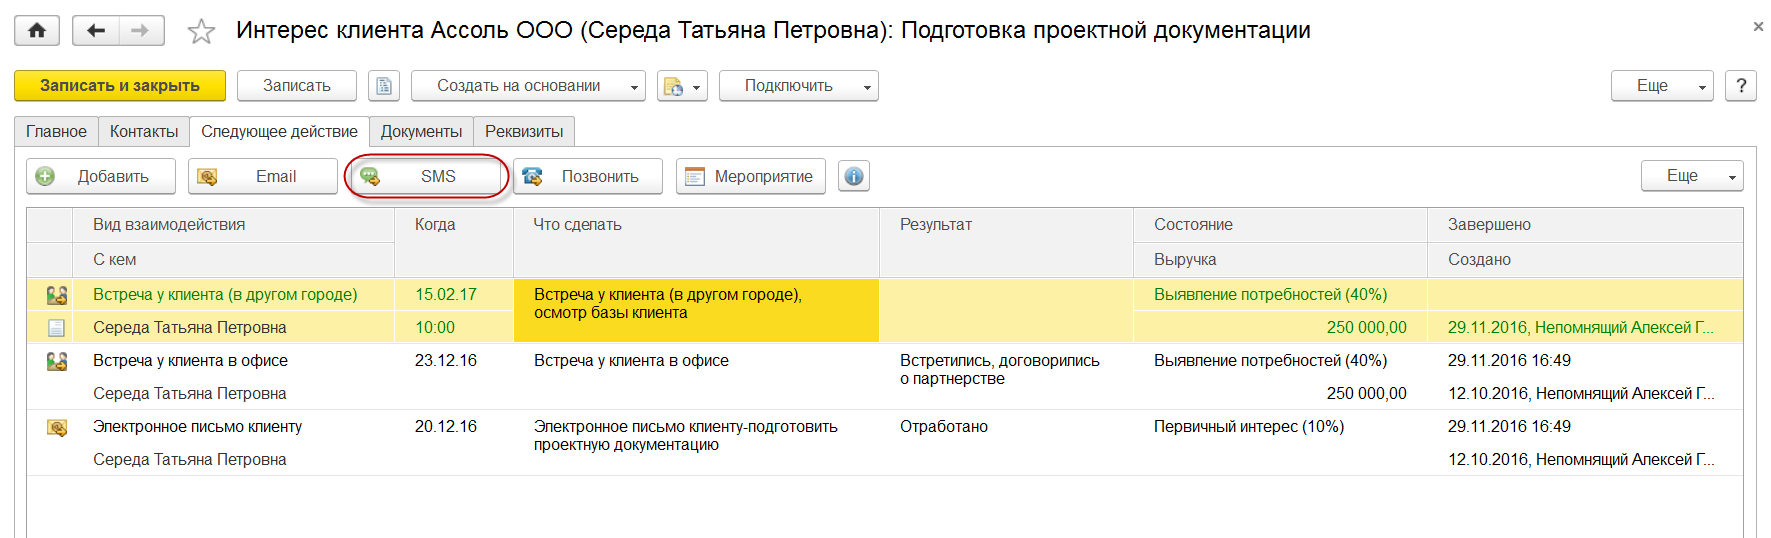 Интерес клиента Ассоль ООО (Середа Татьяна Петровна): Подготовка проектной документации
Записать и закрыть Записать Создать на основании Подключить Еще ?
Главное Контакты Следующее действие Документы Реквизиты
Добавить Email SMS Позвонить Мероприятие Еще
Вид взаимодействия Когда Что сделать Результат Состояние Завершено
С кем Выручка Создано
Встреча у клиента (в другом городе) 15.02.17 Встреча у клиента (в другом городе), Выявление потребностей (40%)
осмотр базы клиента
Середа Татьяна Петровна 10:00 250 000,00 29.11.2016, Непомнящий Алексей Г...
Встреча у клиента в офисе 23.12.16 Встреча у клиента в офисе Встретились, договорились Выявление потребностей (40%) 29.11.2016 16:49
о партнерстве
Середа Татьяна Петровна 250 000,00 12.10.2016, Непомнящий Алексей Г...
Электронное письмо клиенту 20.12.16 Электронное письмо клиенту-подготовить Отработано Первичный интерес (10%) 29.11.2016 16:49
проектную документацию
Середа Татьяна Петровна 12.10.2016, Непомнящий Алексей Г...